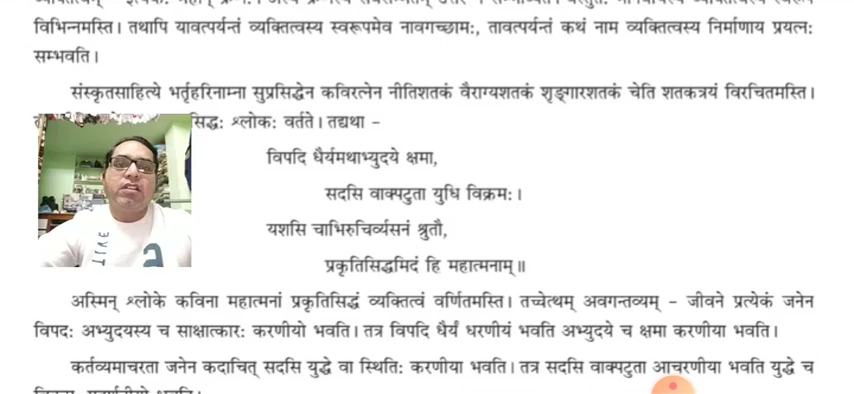 विभिन्नमस्ति। तथापि यावत्पर्यन्तं व्यक्तित्वस्य स्वरूपमेव नावगच्छामः, तावत्पर्यन्तं कथं नाम व्यक्तित्वस्य निर्माणाय प्रयत्नः
सम्भवति।
संस्कृतसाहित्ये भर्तृहरिनाम्ना सुप्रसिद्धेन कविरत्नेन नीतिशतकं वैराग्यशतकं शृङ्गारशतकं चेति शतकत्रयं विरचितमस्ति।
सिद्धः श्लोकः वर्तते। तद्यथा –
विपदि धैर्यमथाभ्युदये क्षमा,
सदसि वाक्पटुता युधि विक्रमः।
यशसि चाभिरुचिर्व्यसनं श्रुतौ,
प्रकृतिसिद्धमिदं हि महात्मनाम्॥
अस्मिन् श्लोके कविना महात्मनां प्रकृतिसिद्धं व्यक्तित्वं वर्णितमस्ति। तच्चेत्थम् अवगन्तव्यम् – जीवने प्रत्येकं जनेन
विपदः अभ्युदयस्य च साक्षात्कारः करणीयो भवति। तत्र विपदि धैर्यं धरणीयं भवति अभ्युदये च क्षमा करणीया भवति।
कर्तव्यमाचरता जनेन कदाचित् सदसि युद्धे वा स्थितिः करणीया भवति। तत्र सदसि वाक्पटुता आचरणीया भवति युद्धे च